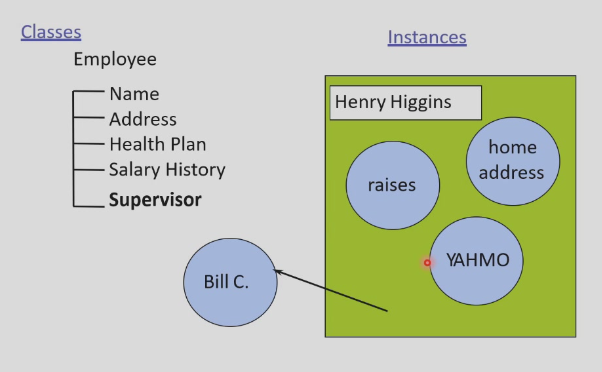 Classes
Employee
Name
Address
Health Plan
Salary History
Supervisor
Instances
Henry Higgins
raises
home
address
YAHMO
Bill C.